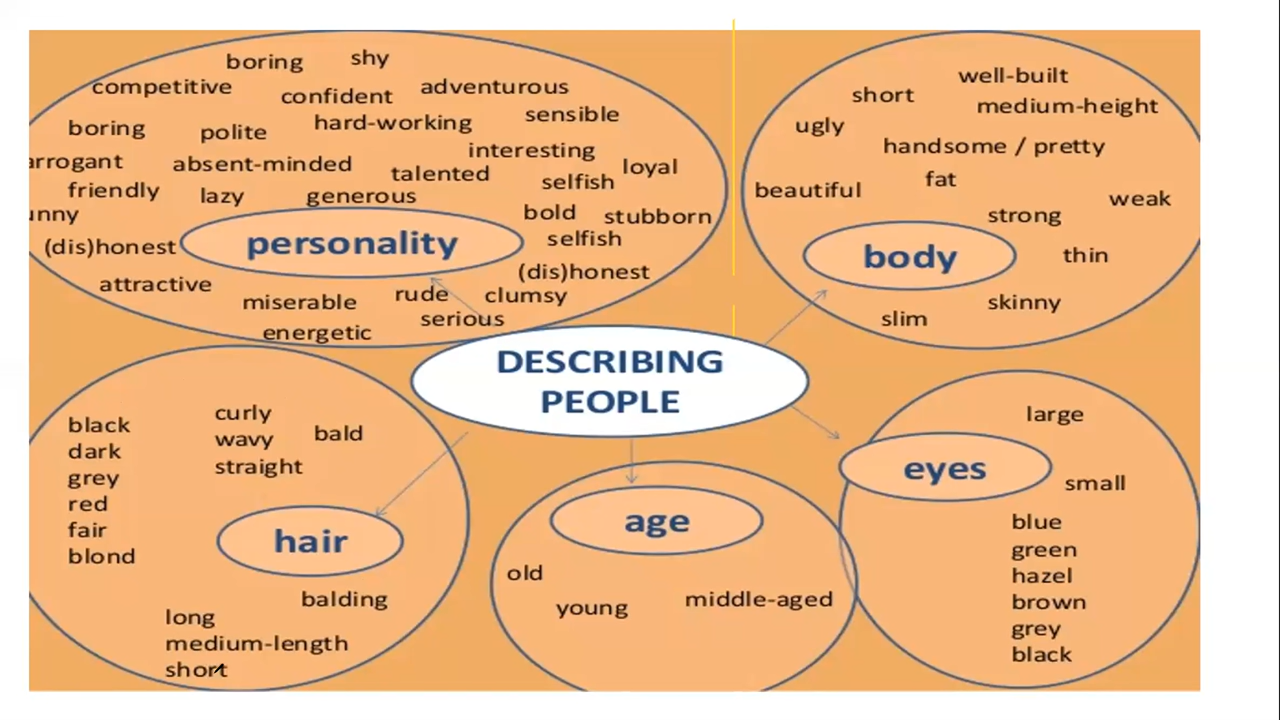 boring shy
competitive confident adventurous
boring polite hard-working sensible
arrogant absent-minded talented interesting loyal
friendly lazy generous selfish
unny bold stubborn
(dis)honest personality selfish
attractive (dis)honest
miserable rude clumsy
energetic serious
well-built
short medium-height
ugly
handsome / pretty
beautiful fat weak
strong
body thin
skinny
slim
DESCRIBING
PEOPLE
black
dark
grey
red
fair
blond
curly
wavy
straight
bald
hair
balding
long
medium-length
short
age
old
young middle-aged
large
eyes
small
blue
green
hazel
brown
grey
black